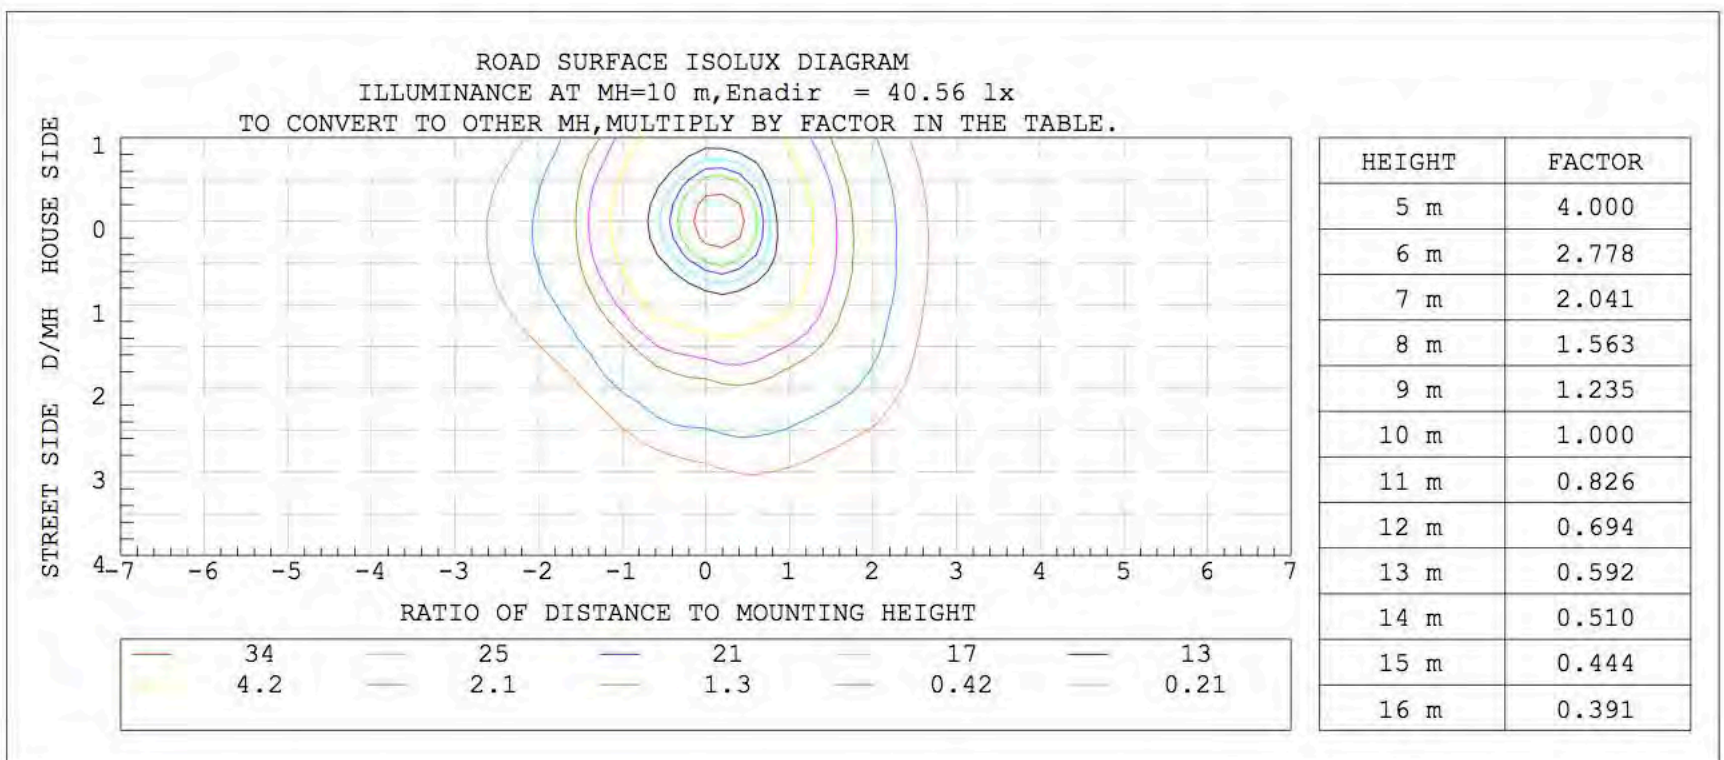 ROAD SURFACE ISOLUX DIAGRAM
ILLUMINANCE AT MH=10 m,Enadir = 40.56 lx
TO CONVERT TO OTHER MH,MULTIPLY BY FACTOR IN THE TABLE.
STREET SIDE D/MH HOUSE SIDE
1
0
1
2
3
4
-7 -6 -5 -4 -3 -2 -1 0 1 2 3 4 5 6 7
RATIO OF DISTANCE TO MOUNTING HEIGHT
34 25 21 17 13
4.2 2.1 1.3 0.42 0.21
HEIGHT FACTOR
5 m 4.000
6 m 2.778
7 m 2.041
8 m 1.563
9 m 1.235
10 m 1.000
11 m 0.826
12 m 0.694
13 m 0.592
14 m 0.510
15 m 0.444
16 m 0.391